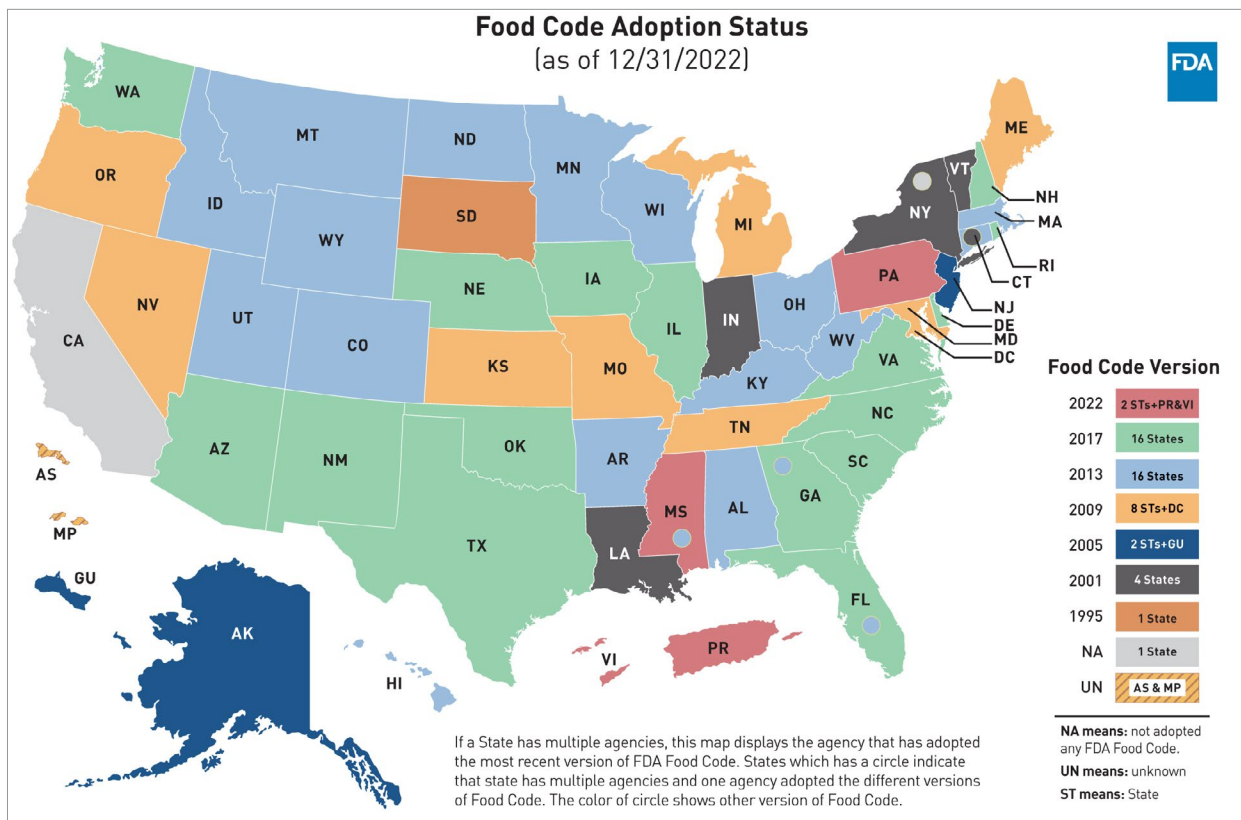 Food Code Adoption Status
(as of 12/31/2022)
FDA
WA
MT
ND
MN
ME
OR
ID
WY
SD
WI
MI
VT
NY
NH
MA
RI
CT
NJ
DE
MD
DC
PA
NV
UT
CO
NE
IA
IL
IN
OH
WV
VA
KY
CA
KS
MO
TN
NC
SC
AZ
NM
OK
AR
MS
AL
GA
TX
LA
FL
AS
MP
GU
AK
HI
VI
PR
Food Code Version
2022 2 STs+PR&VI
2017 16 States
2013 16 States
2009 8 STs+DC
2005 2 STs+GU
2001 4 States
1995 1 State
NA 1 State
UN AS & MP
NA means: not adopted
any FDA Food Code.
UN means: unknown
ST means: State
If a State has multiple agencies, this map displays the agency that has adopted
the most recent version of FDA Food Code. States which has a circle indicate
that state has multiple agencies and one agency adopted the different versions
of Food Code. The color of circle shows other version of Food Code.